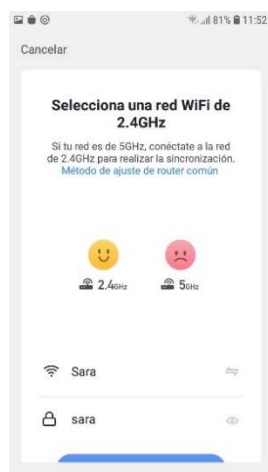 81% 11:52
Cancelar
Selecciona una red WiFi de
2.4GHz
Si tu red es de 5GHz, conéctate a la red
de 2.4GHz para realizar la sincronización.
Método de ajuste de router común
2.4GHz 5GHz
Sara
sara